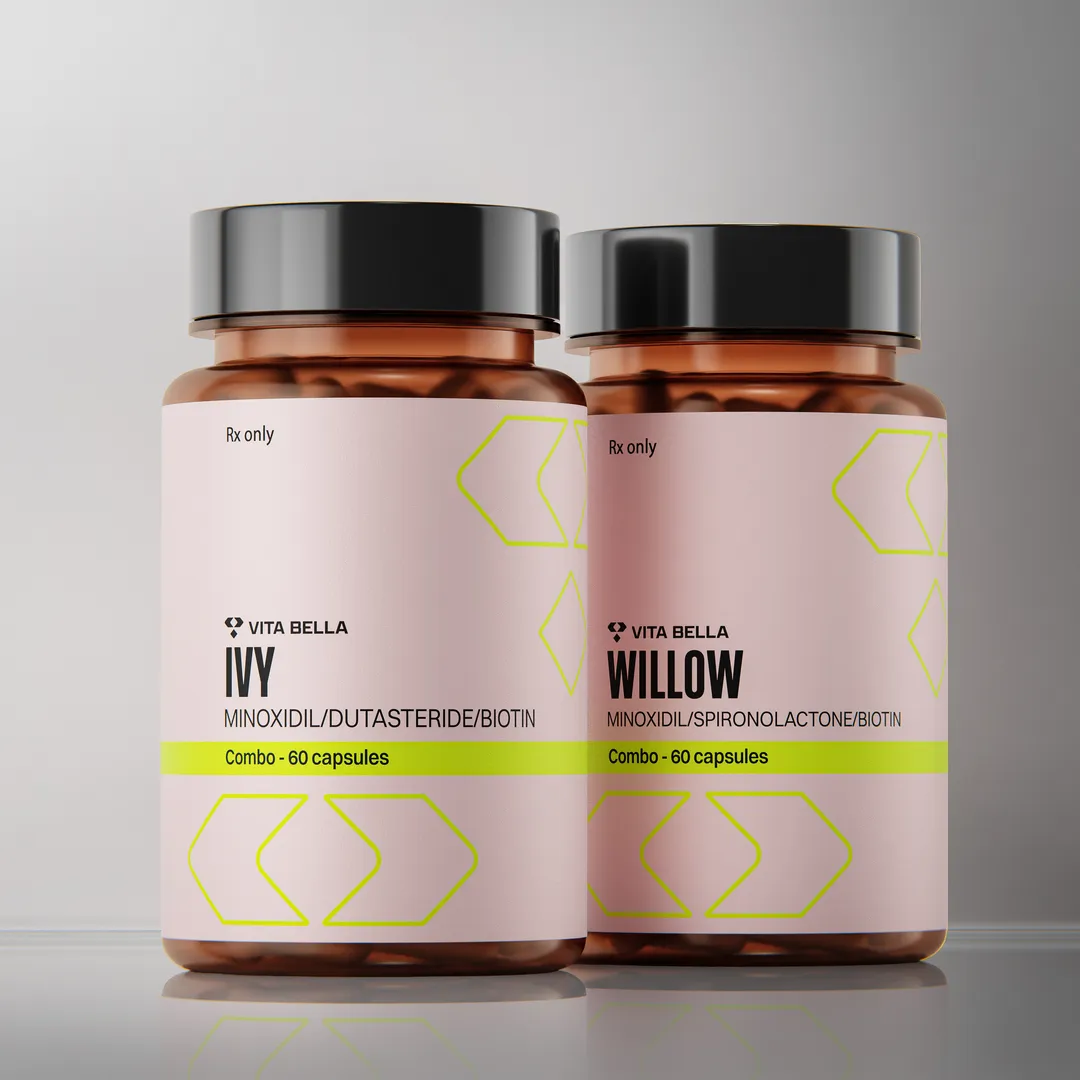 Rx only
VITA BELLA
IVY
MINOXIDIL/DUTASTERIDE/BIOTIN
Combo - 60 capsules
Rx only
VITA BELLA
WILLOW
MINOXIDIL/SPIRONOLACTONE/BIOTIN
Combo - 60 capsules